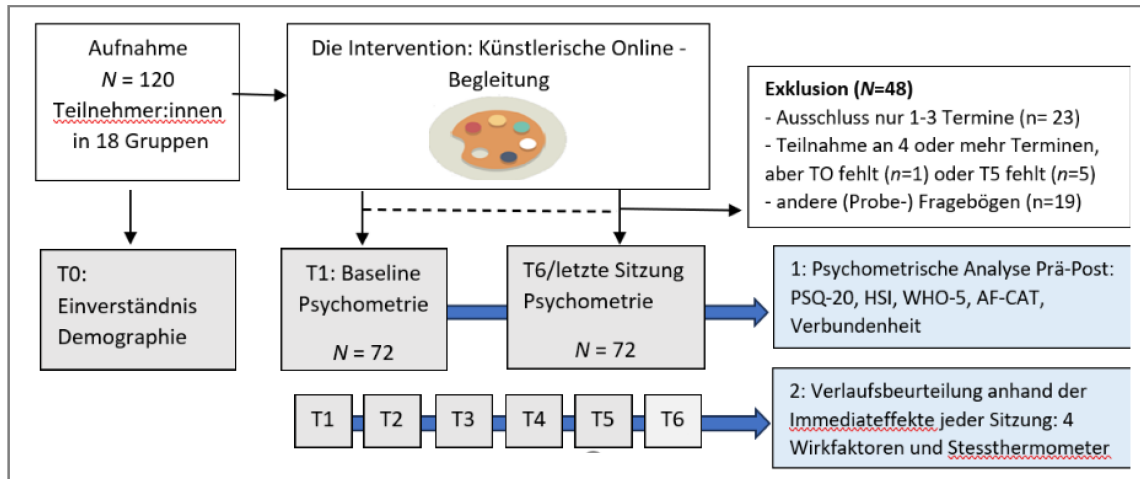 Aufnahme
N = 120
Teilnehmer:innen
in 18 Gruppen
Die Intervention: Künstlerische Online -
Begleitung
Exklusion (N=48)
- Ausschluss nur 1-3 Termine (n= 23)
- Teilnahme an 4 oder mehr Terminen,
aber TO fehlt (n=1) oder T5 fehlt (n=5)
- andere (Probe-) Fragebögen (n=19)
T0:
Einverständnis
Demographie
T1: Baseline
Psychometrie
N = 72
T6/letzte Sitzung
Psychometrie
N = 72
1: Psychometrische Analyse Prä-Post:
PSQ-20, HSI, WHO-5, AF-CAT,
Verbundenheit
T1
T2
T3
T4
T5
T6
2: Verlaufsbeurteilung anhand der
Immediateffekte jeder Sitzung: 4
Wirkfaktoren und Stessthermometer